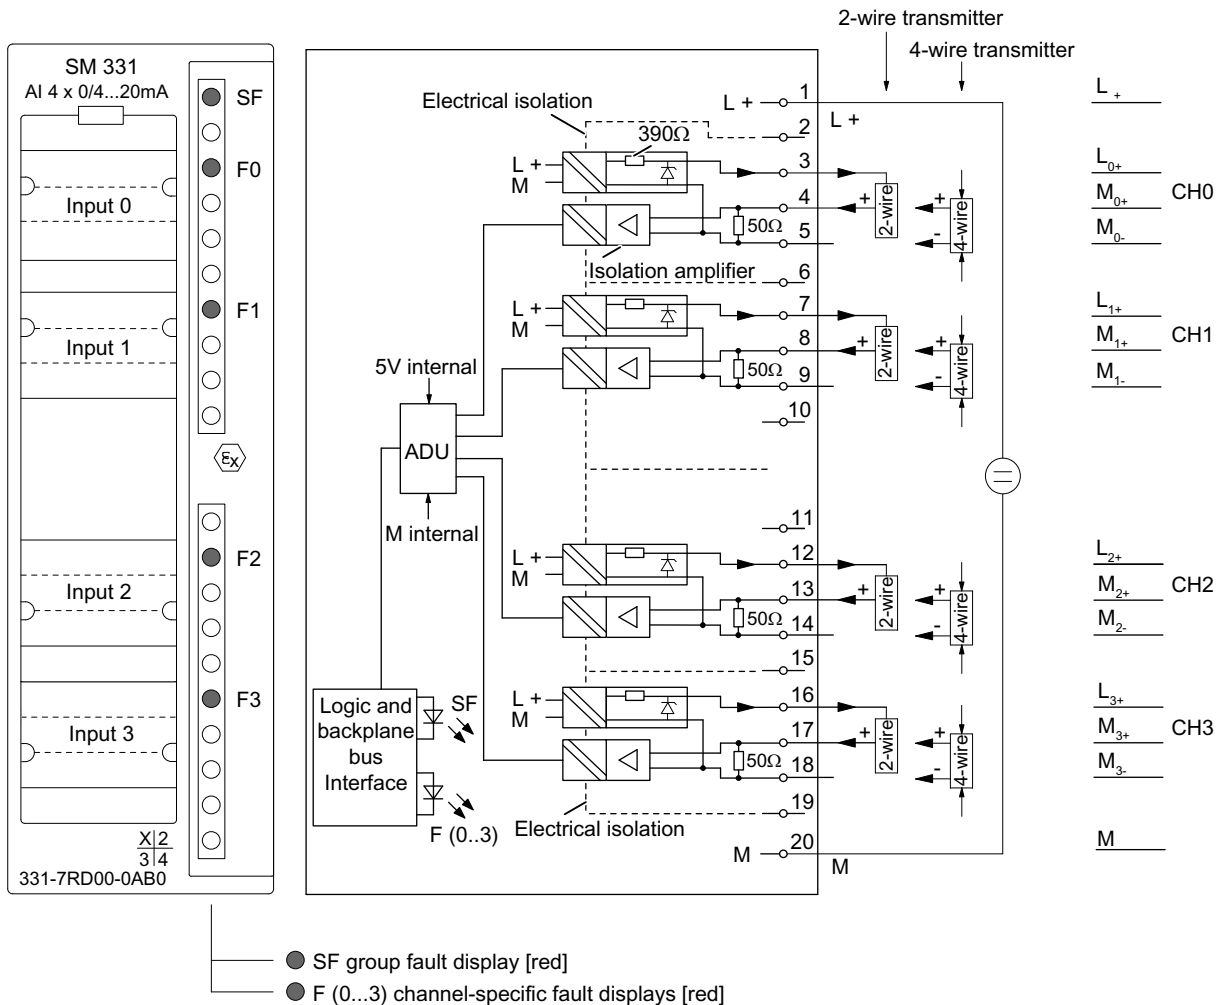 SM 331
AI 4 x 0/4...20mA
Input 0
Input 1
Input 2
Input 3
X 2
3 4
331-7RD00-0AB0
SF
F0
F1
εx
F2
F3
2-wire transmitter
4-wire transmitter
Electrical isolation
390Ω
L + 1
L +
2
L +
M
3
4
50Ω
5
+ 2-wire
+ - 4-wire
Isolation amplifier
6
L +
M
7
8
50Ω
9
+ 2-wire
+ - 4-wire
10
5V internal
ADU
M internal
11
L +
M
12
13
50Ω
14
+ 2-wire
+ - 4-wire
15
L +
M
16
17
50Ω
18
+ 2-wire
+ - 4-wire
19
Logic and
backplane
bus
Interface
SF
F (0..3)
Electrical isolation
M 20
M
L +
L0+
M0+ CH0
M0-
L1+
M1+ CH1
M1-
L2+
M2+ CH2
M2-
L3+
M3+ CH3
M3-
M
SF group fault display [red]
F (0...3) channel-specific fault displays [red]